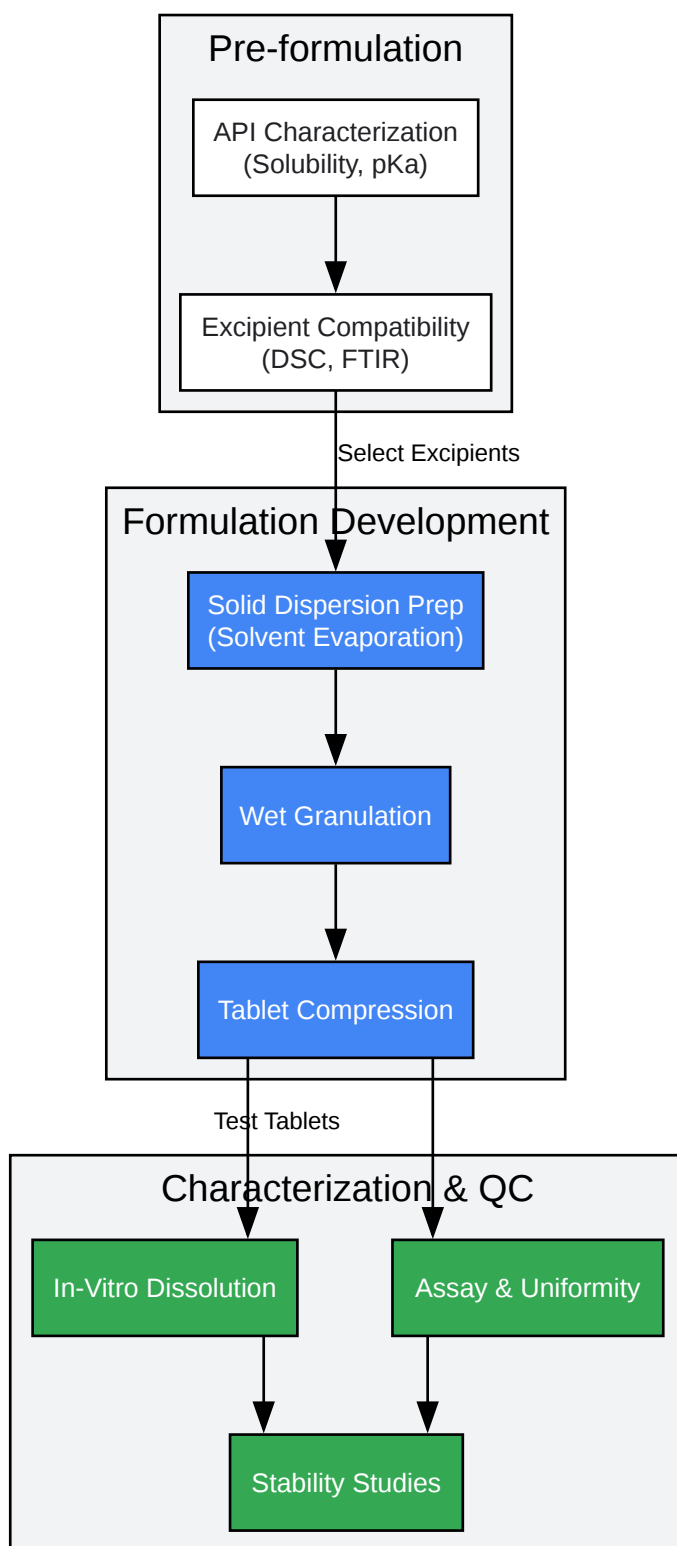 Pre-formulation
API Characterization
(Solubility, pKa)
Excipient Compatibility
(DSC, FTIR)
Select Excipients
Formulation Development
Solid Dispersion Prep
(Solvent Evaporation)
Wet Granulation
Tablet Compression
Test Tablets
Characterization & QC
In-Vitro Dissolution
Assay & Uniformity
Stability Studies